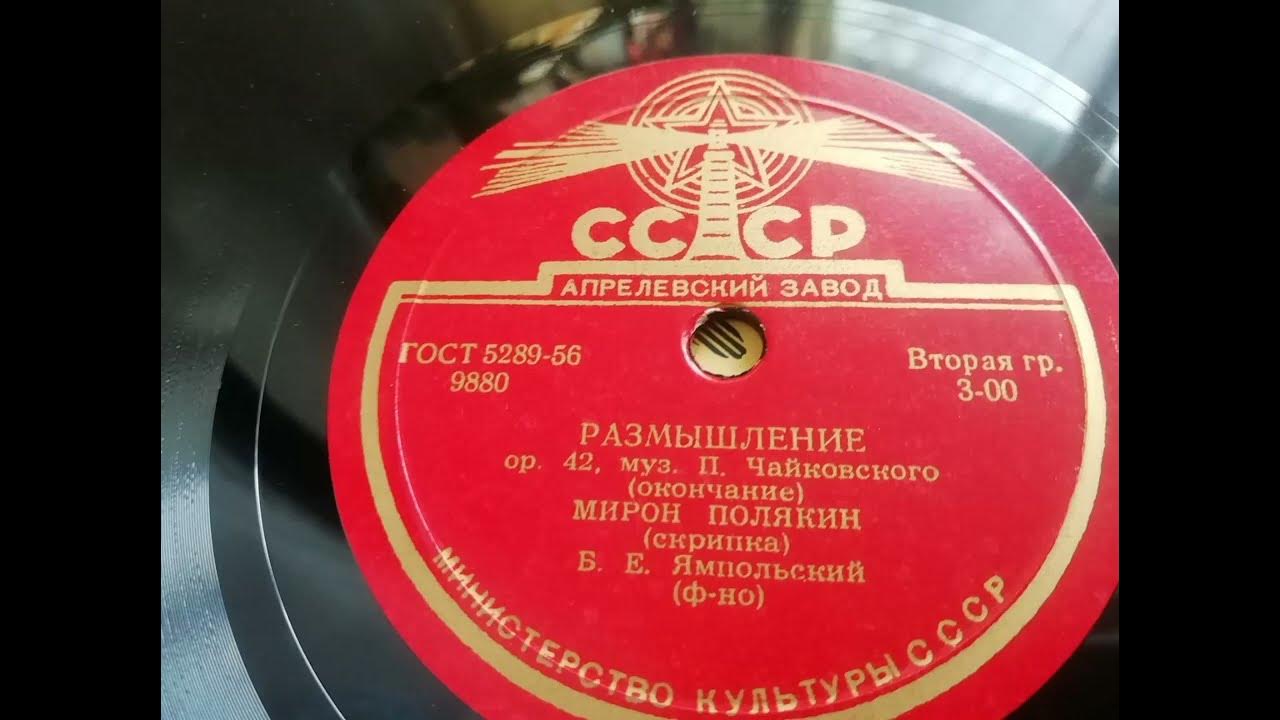 СССР
АПРЕЛЕВСКИЙ ЗАВОД
ГОСТ 5289-56
9880
Вторая гр.
3-00
РАЗМЫШЛЕНИЕ
ор. 42, муз. П. Чайковского
(окончание)
МИРОН ПОЛЯКИН
(скрипка)
Б. Е. Ямпольский
(ф-но)
МИНИСТЕРСТВО КУЛЬТУРЫ СССР